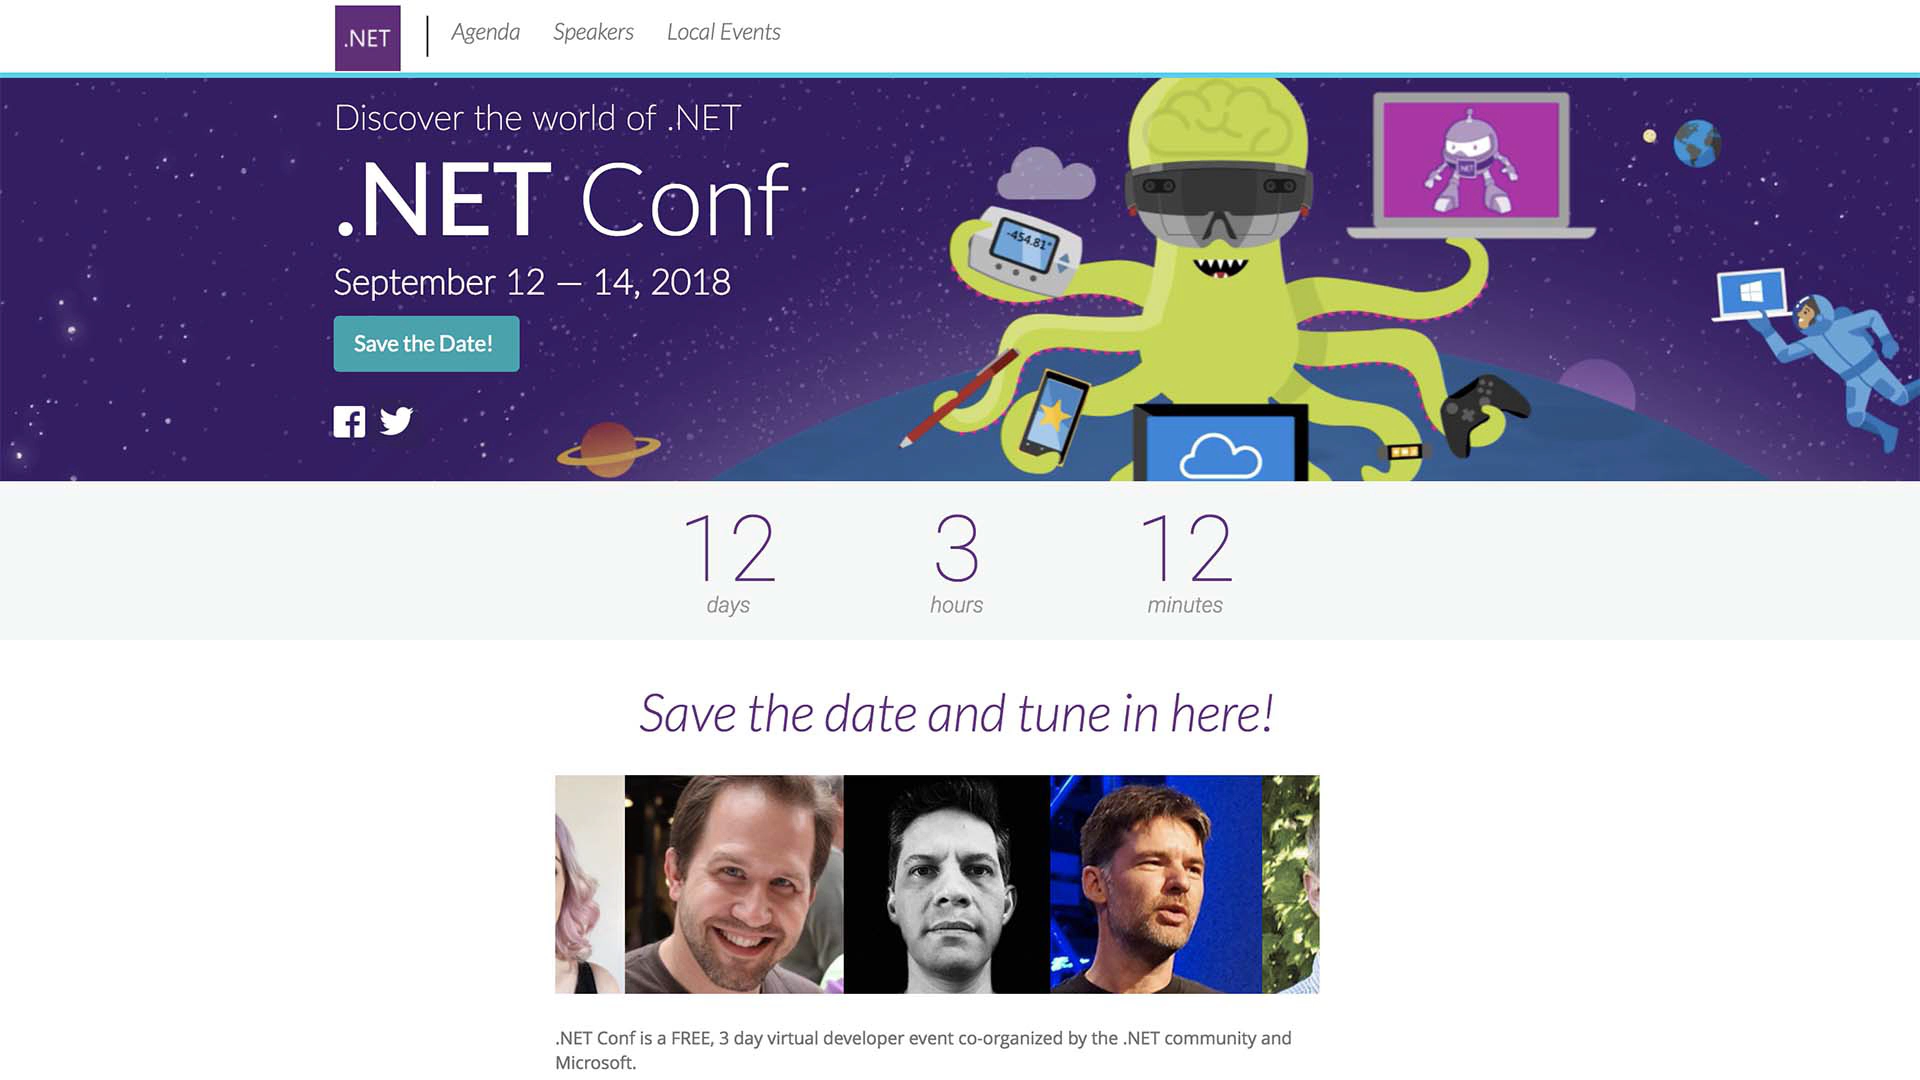 .NET
Agenda
Speakers
Local Events
Discover the world of .NET
.NET Conf
September 12 — 14, 2018
Save the Date!
-454.81°
NET
12
days
3
hours
12
minutes
Save the date and tune in here!
.NET Conf is a FREE, 3 day virtual developer event co-organized by the .NET community and
Microsoft.